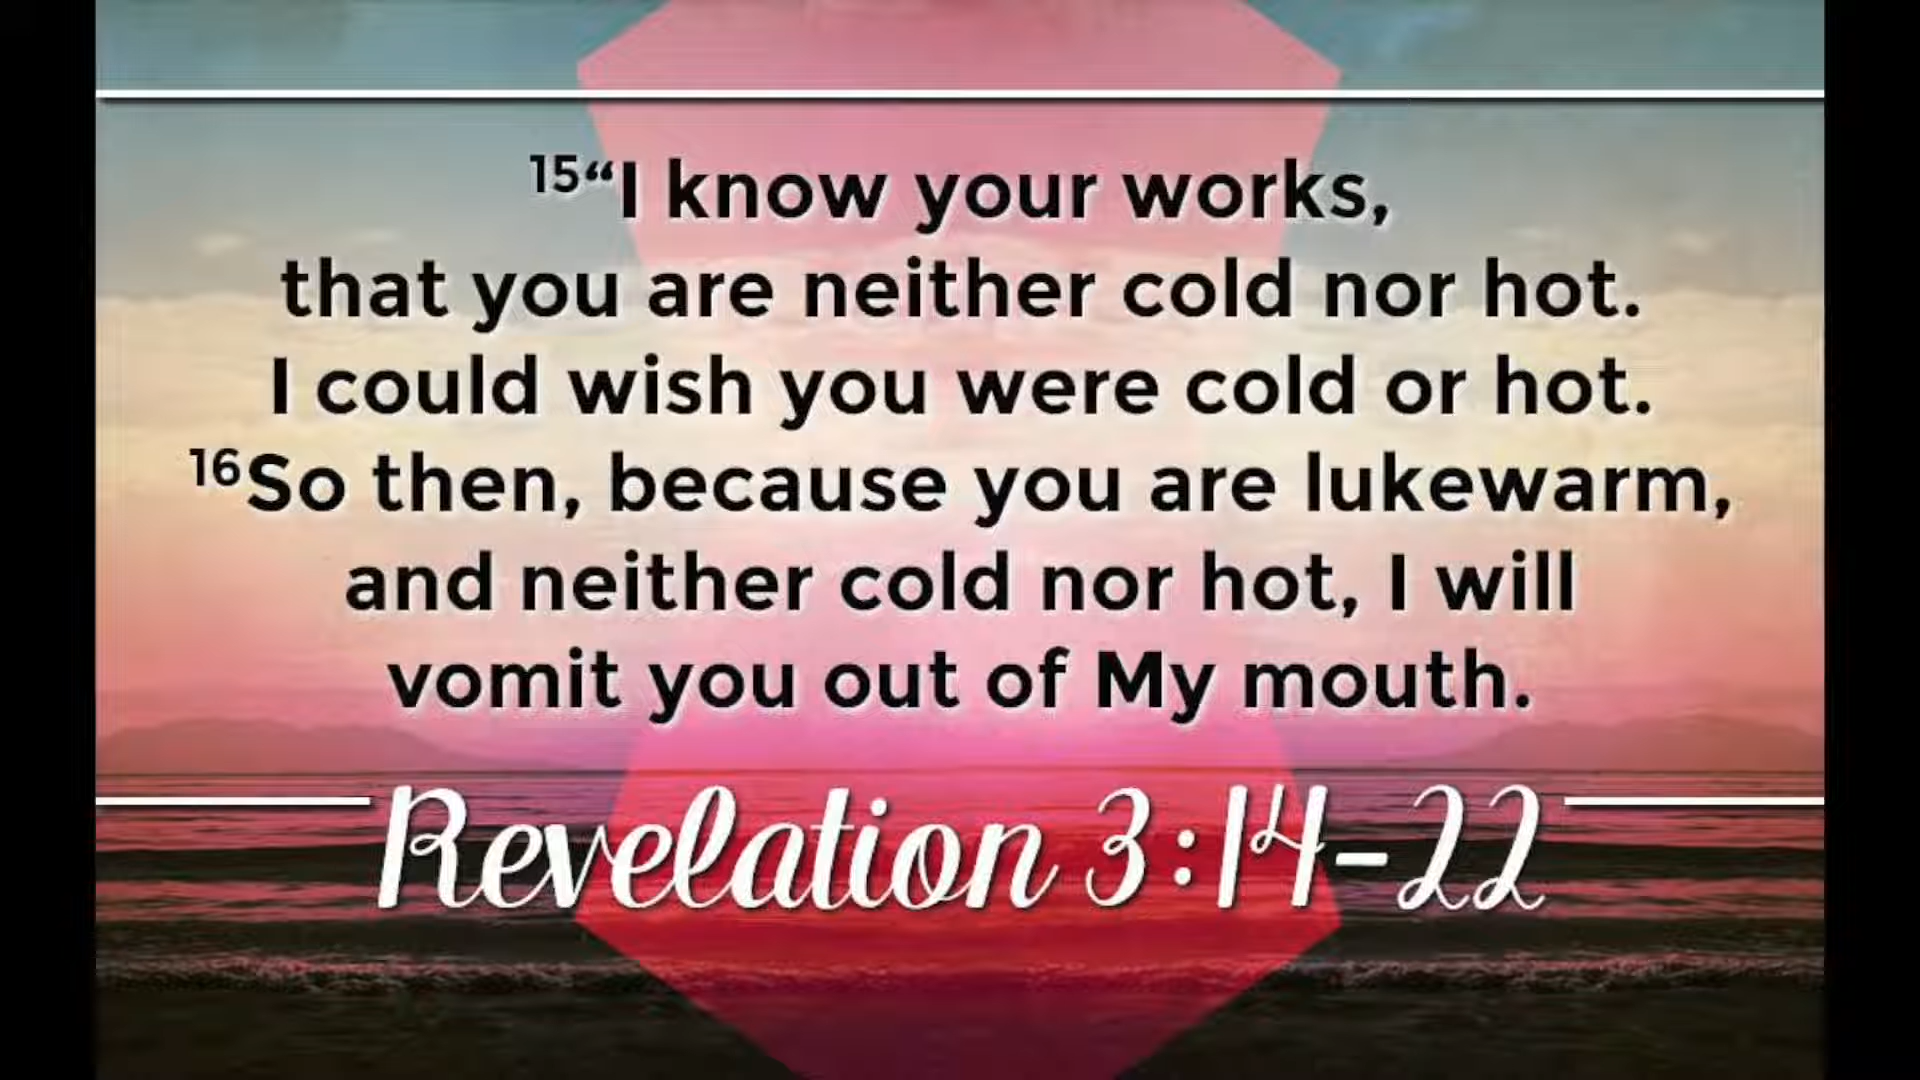 15“I know your works,
that you are neither cold nor hot.
I could wish you were cold or hot.
16So then, because you are lukewarm,
and neither cold nor hot, I will
vomit you out of My mouth.
Revelation 3:14-22